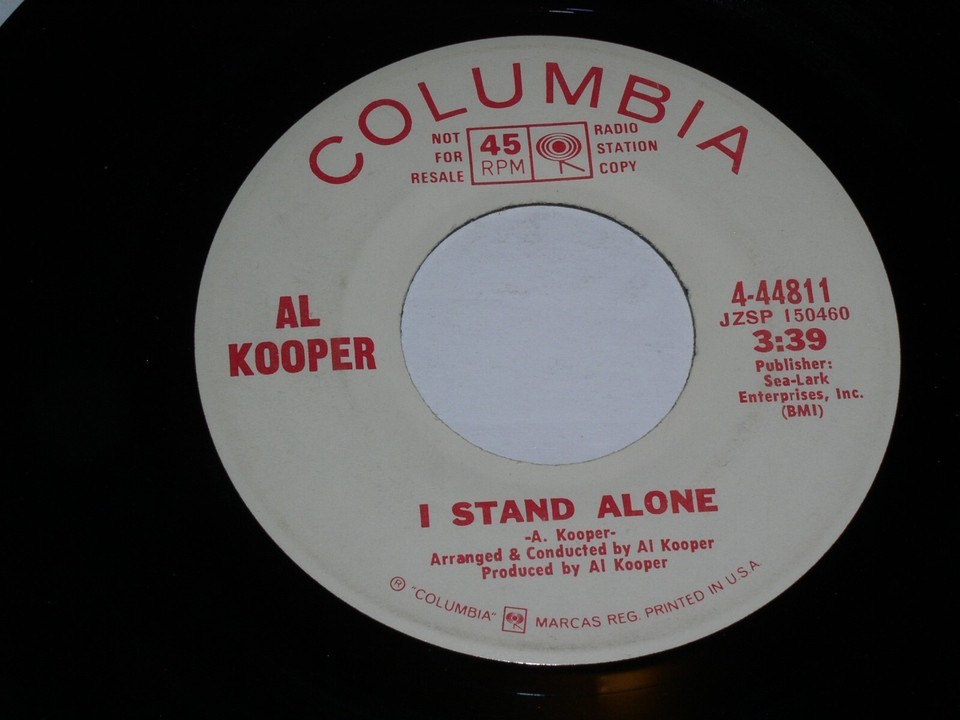 COLUMBIA
NOT
FOR
RESALE
45
RPM
RADIO
STATION
COPY
AL
KOOPER
4-44811
JZSP 150460
3:39
Publisher:
Sea-Lark
Enterprises, Inc.
(BMI)
I STAND ALONE
-A. Kooper-
Arranged & Conducted by Al Kooper
Produced by Al Kooper
® "COLUMBIA" MARCAS REG. PRINTED IN U.S.A.